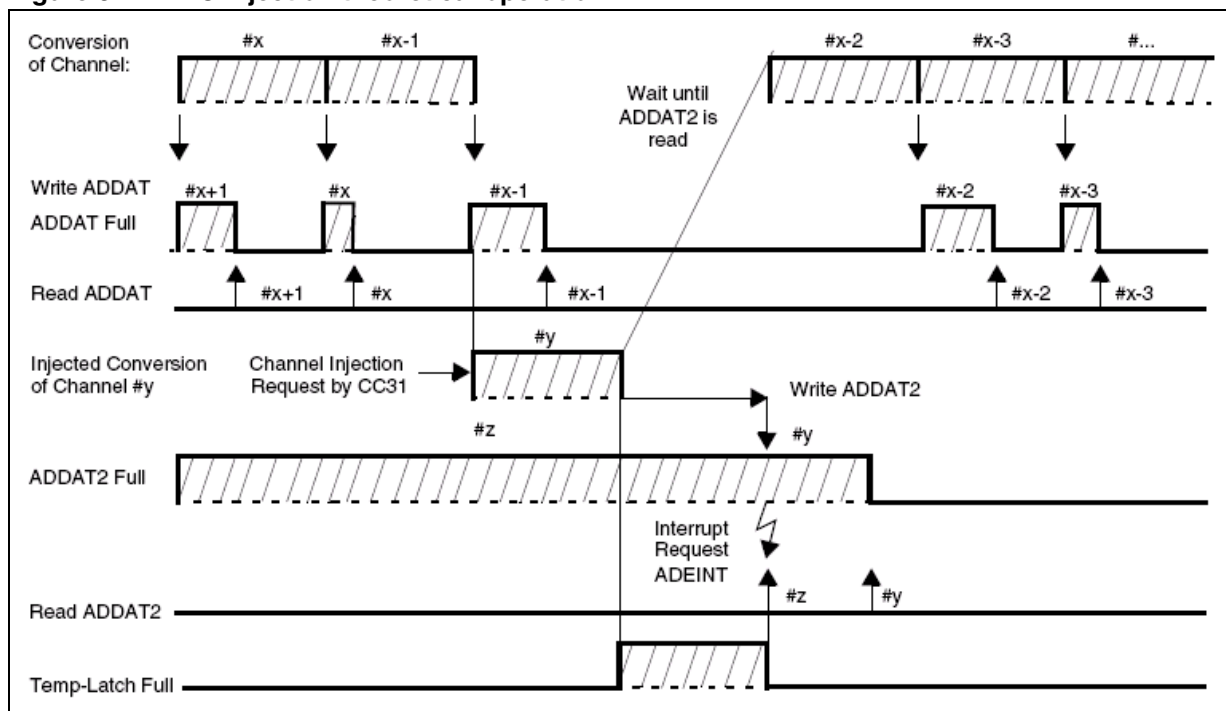 Conversion
of Channel:
#x
#x-1
#x-2
#x-3
#...
Wait until
ADDAT2 is
read
Write ADDAT
ADDAT Full
#x+1
#x
#x-1
#x-2
#x-3
Read ADDAT
#x+1
#x
#x-1
#x-2
#x-3
Injected Conversion
of Channel #y
Channel Injection
Request by CC31
#y
Write ADDAT2
#z
#y
ADDAT2 Full
Interrupt
Request
ADEINT
#z
#y
Read ADDAT2
Temp-Latch Full